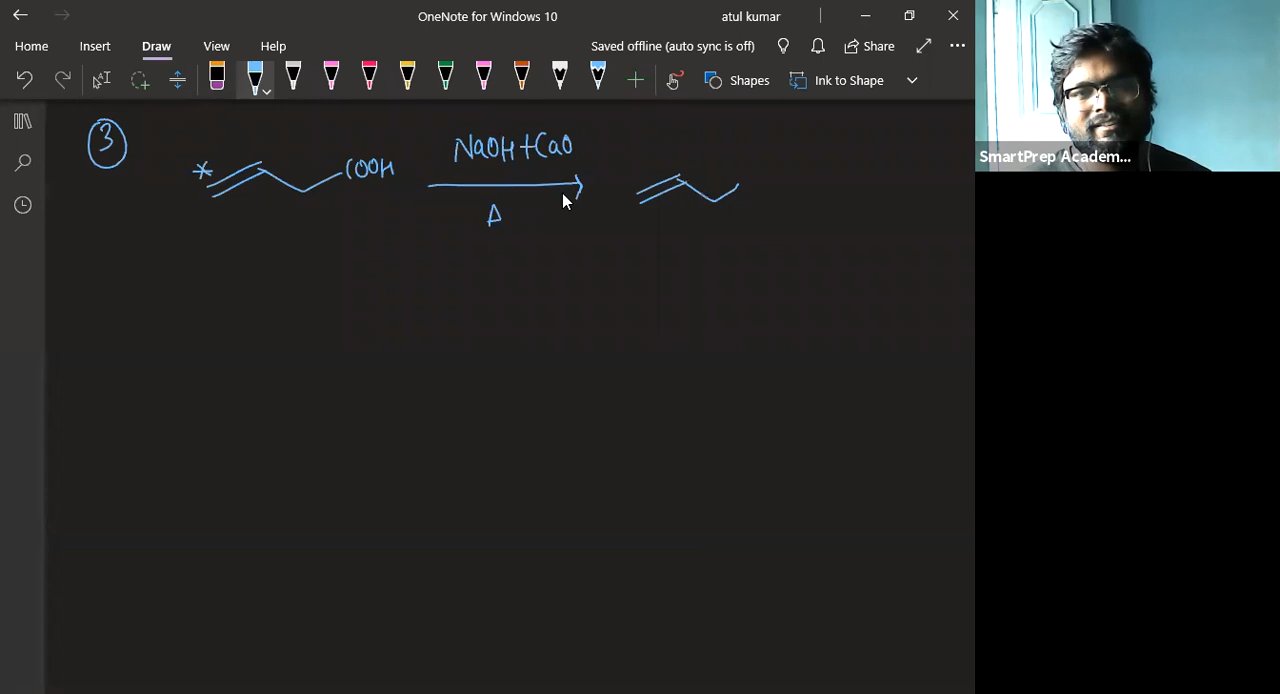 OneNote for Windows 10
atul kumar
Home Insert Draw View Help
Saved offline (auto sync is off)
Share
Shapes
Ink to Shape
SmartPrep Academ...
3
* COOH
NaOH+CaO
Δ